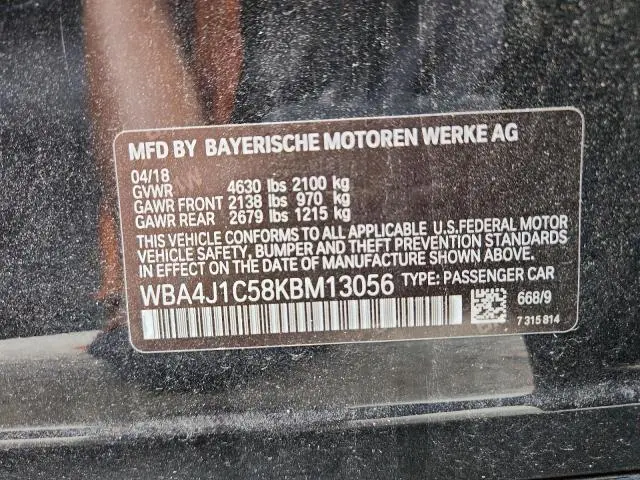 MFD BY BAYERISCHE MOTOREN WERKE AG
04/18
GVWR 4630 lbs 2100 kg
GAWR FRONT 2138 lbs 970 kg
GAWR REAR 2679 lbs 1215 kg
THIS VEHICLE CONFORMS TO ALL APPLICABLE U.S.FEDERAL MOTOR
VEHICLE SAFETY, BUMPER AND THEFT PREVENTION STANDARDS
IN EFFECT ON THE DATE OF MANUFACTURE SHOWN ABOVE.
WBA4J1C58KBM13056 TYPE: PASSENGER CAR
668/9
7 315 814